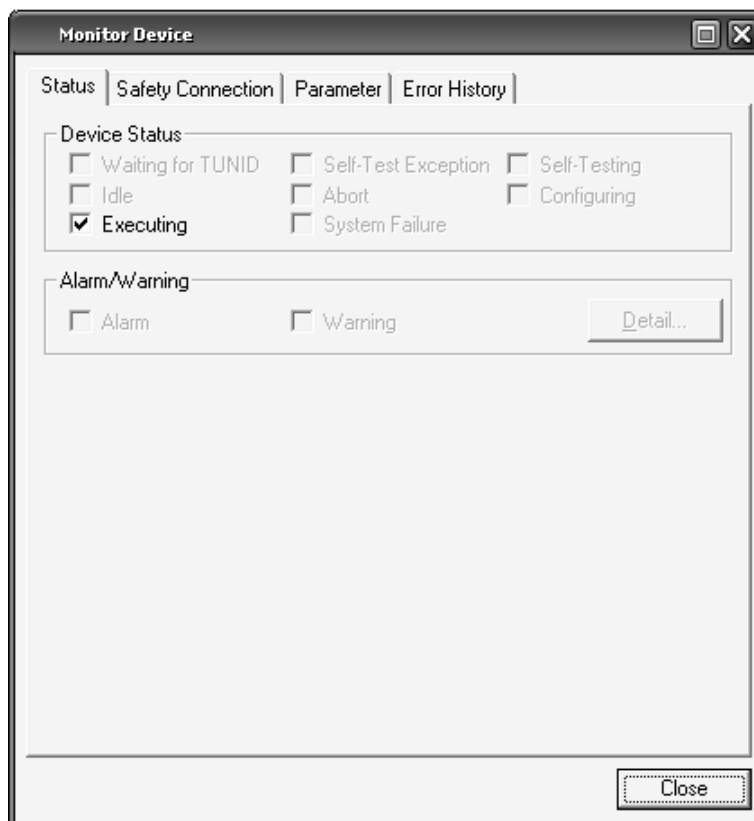 Monitor Device
Status Safety Connection Parameter Error History
Device Status
Waiting for TUNID Self-Test Exception Self-Testing
Idle Abort Configuring
Executing System Failure
Alarm/Warning
Alarm Warning Detail...
Close